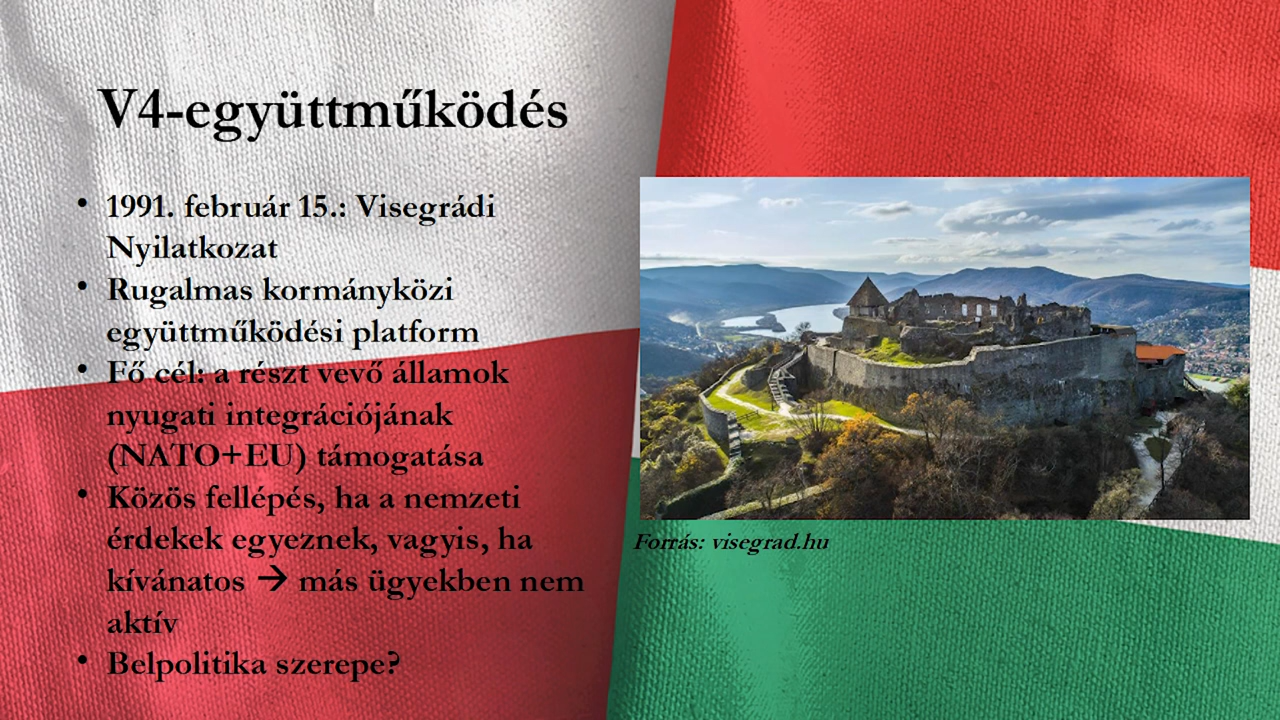 V4-együttműködés
• 1991. február 15.: Visegrádi
Nyilatkozat
• Rugalmas kormányközi
együttműködési platform
• Fő cél: a részt vevő államok
nyugati integrációjának
(NATO+EU) támogatása
• Közös fellépés, ha a nemzeti
érdekek egyeznek, vagyis, ha
kívánatos → más ügyekben nem
aktív
• Belpolitika szerepe?
Forrás: visegrad.hu